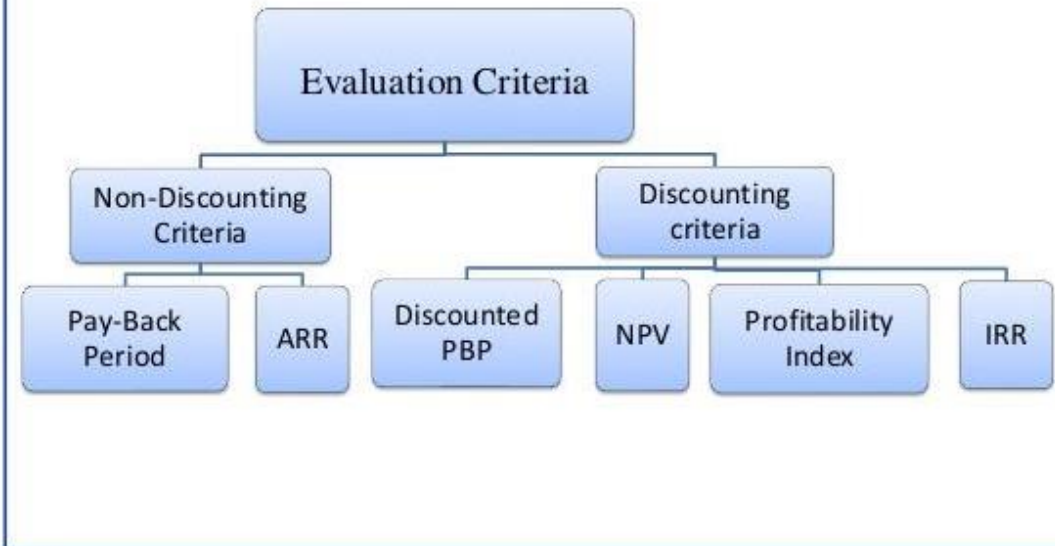 Evaluation Criteria
Non-Discounting
Criteria
Discounting
criteria
Pay-Back
Period
ARR
Discounted
PBP
NPV
Profitability
Index
IRR